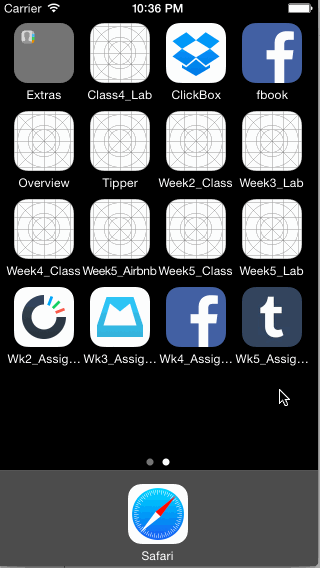 Carrier 10:36 PM
Extras Class4_Lab ClickBox fbook
Overview Tipper Week2_Class Week3_Lab
Week4_Class Week5_Airbnb Week5_Class Week5_Lab
Wk2_Assig... Wk3_Assig... Wk4_Assig... Wk5_Assig...
Safari